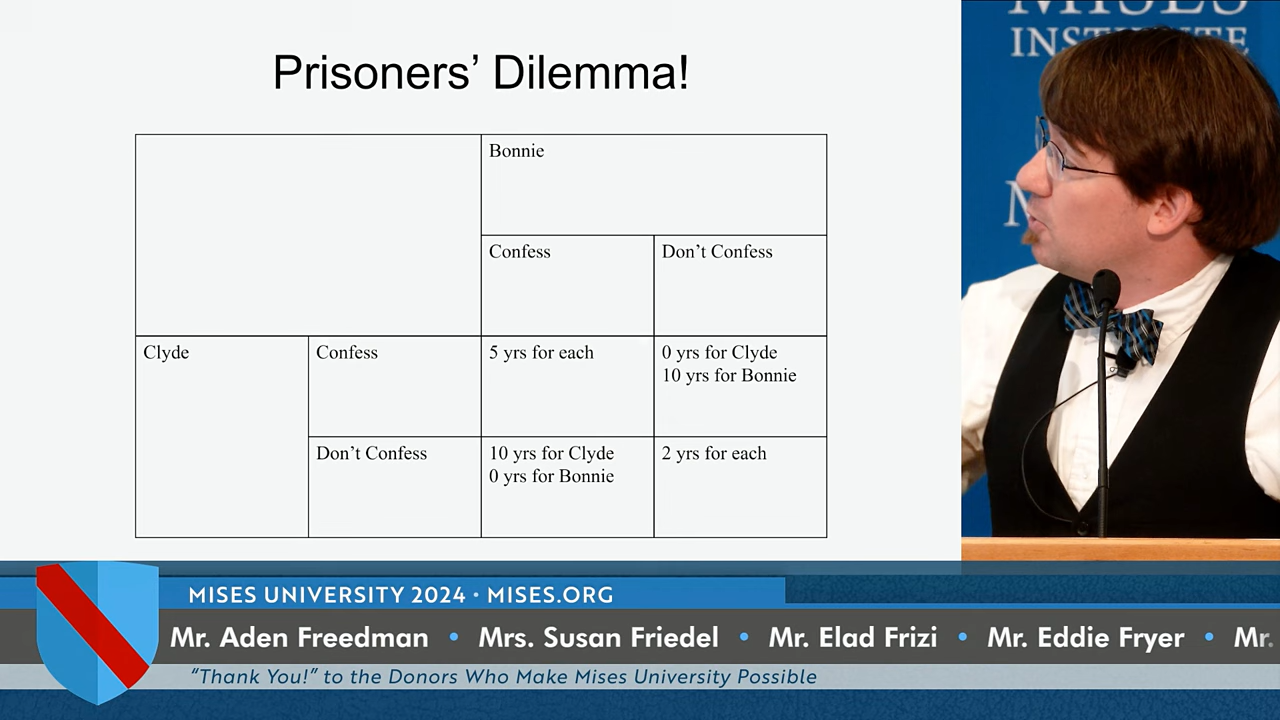 Prisoners’ Dilemma!
Bonnie
Confess
Don’t Confess
Clyde
Confess
5 yrs for each
0 yrs for Clyde
10 yrs for Bonnie
Don’t Confess
10 yrs for Clyde
0 yrs for Bonnie
2 yrs for each
MISES
INSTITUTE
MISES UNIVERSITY 2024 • MISES.ORG
Mr. Aden Freedman • Mrs. Susan Friedel • Mr. Elad Frizi • Mr. Eddie Fryer • Mr.
“Thank You!” to the Donors Who Make Mises University Possible